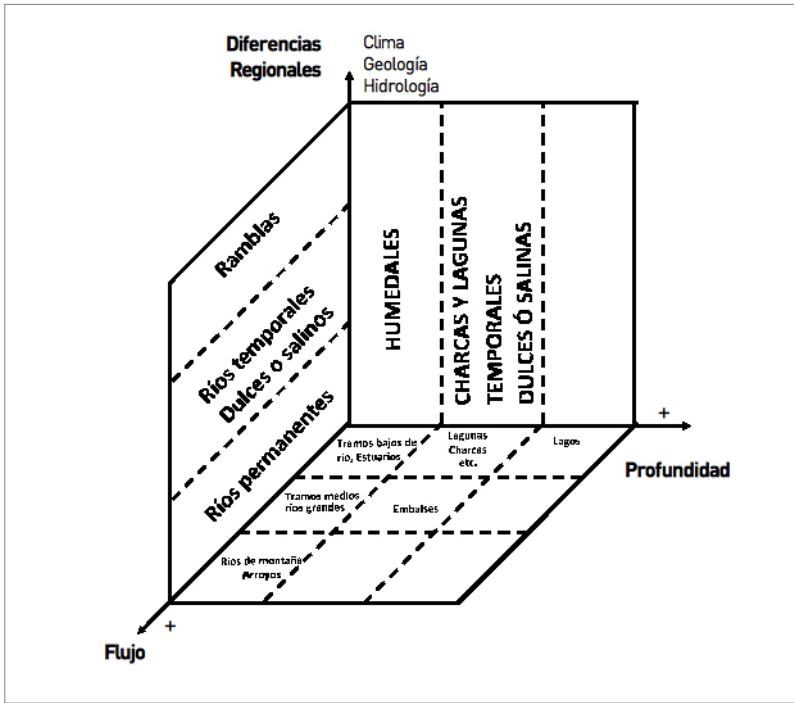 Diferencias
Regionales
Clima
Geología
Hidrología
Ramblas
Ríos temporales
Dulces ó salinos
Ríos permanentes
HUMEDALES
CHARCAS Y LAGUNAS
TEMPORALES
DULCES Ó SALINAS
+
Profundidad
Tramos bajos de
río, Estuarios
Lagunas
Charcas
etc.
Lagos
Tramos medios
ríos grandes
Embalses
Ríos de montaña
Arroyos
+
Flujo